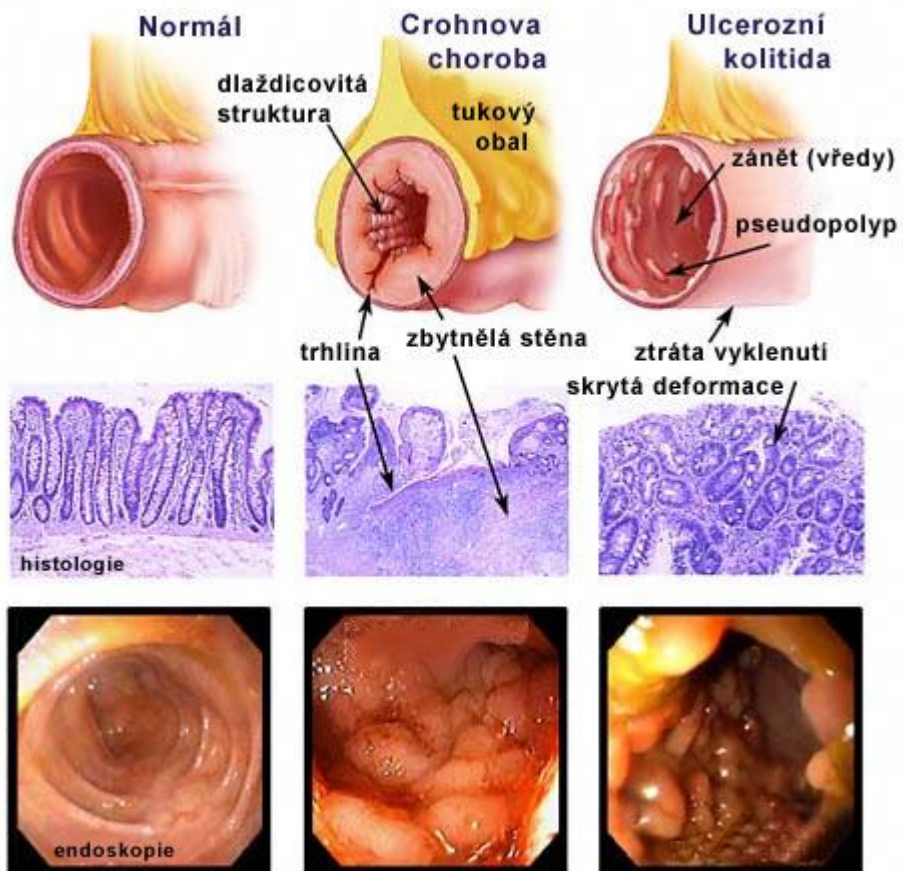 Normál
Crohnova
choroba
Ulcerozní
kolitida
dlaždicovitá
struktura
tukový
obal
zánět (vředy)
pseudopolyp
trhlina
zbytnělá stěna
ztráta vyklenutí
skrytá deformace
histologie
endoskopie